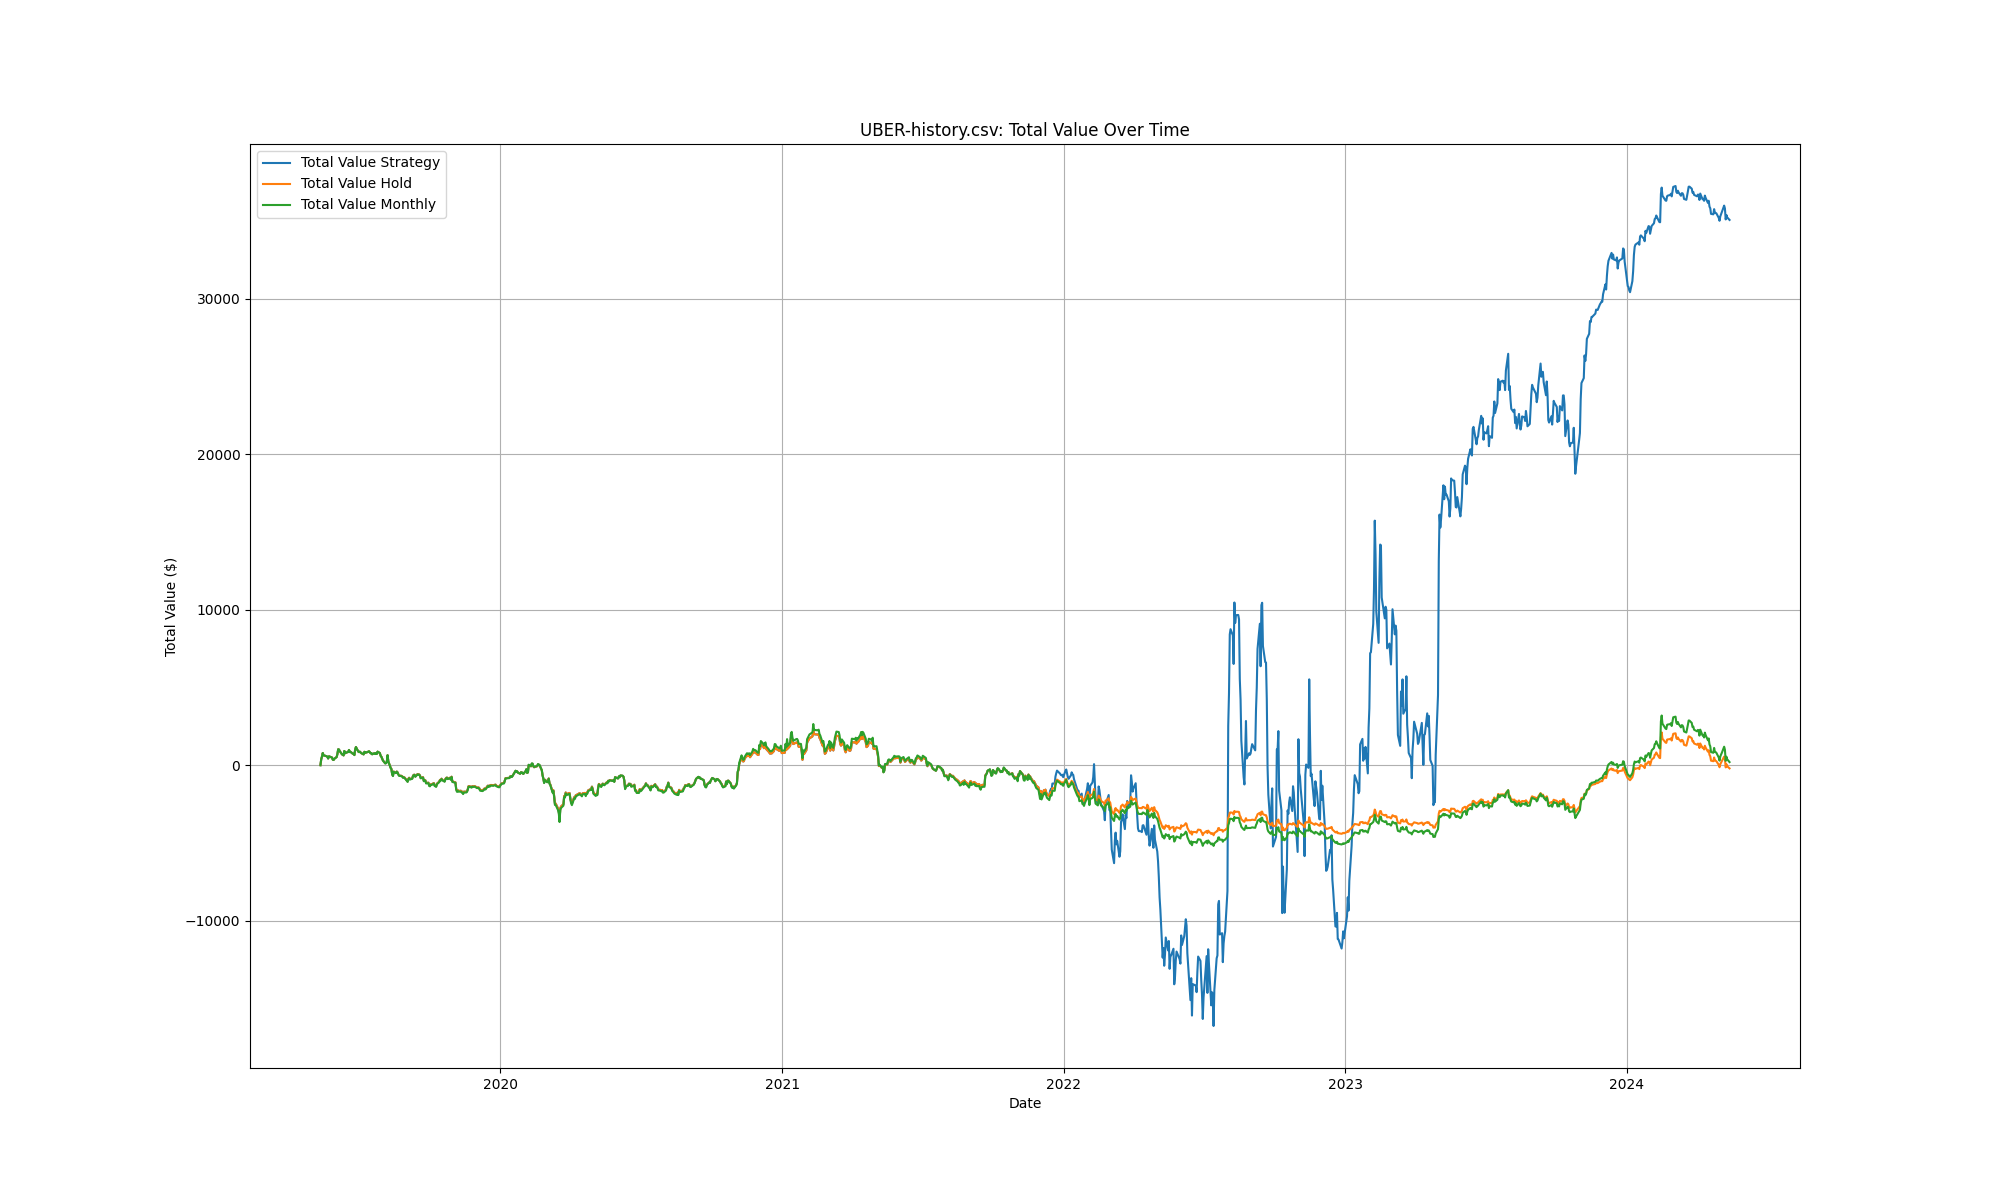 UBER-history.csv: Total Value Over Time
Total Value Strategy
Total Value Hold
Total Value Monthly
Total Value ($)
30000
20000
10000
0
−10000
2020
2021
2022
2023
2024
Date